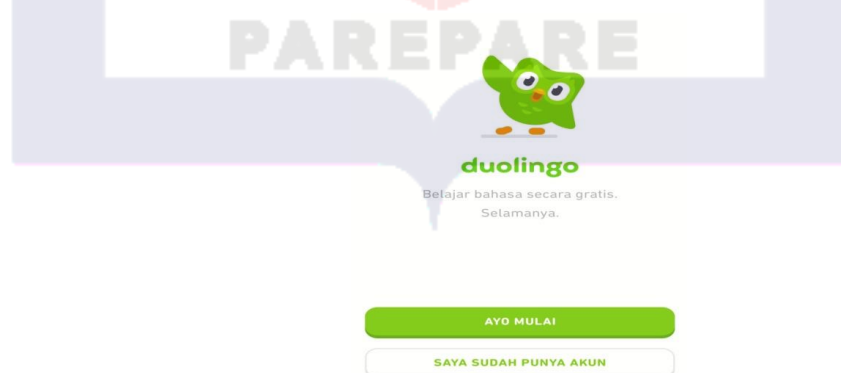 PAREPARE
duolingo
Belajar bahasa secara gratis.
Selamanya.
AYO MULAI
SAYA SUDAH PUNYA AKUN